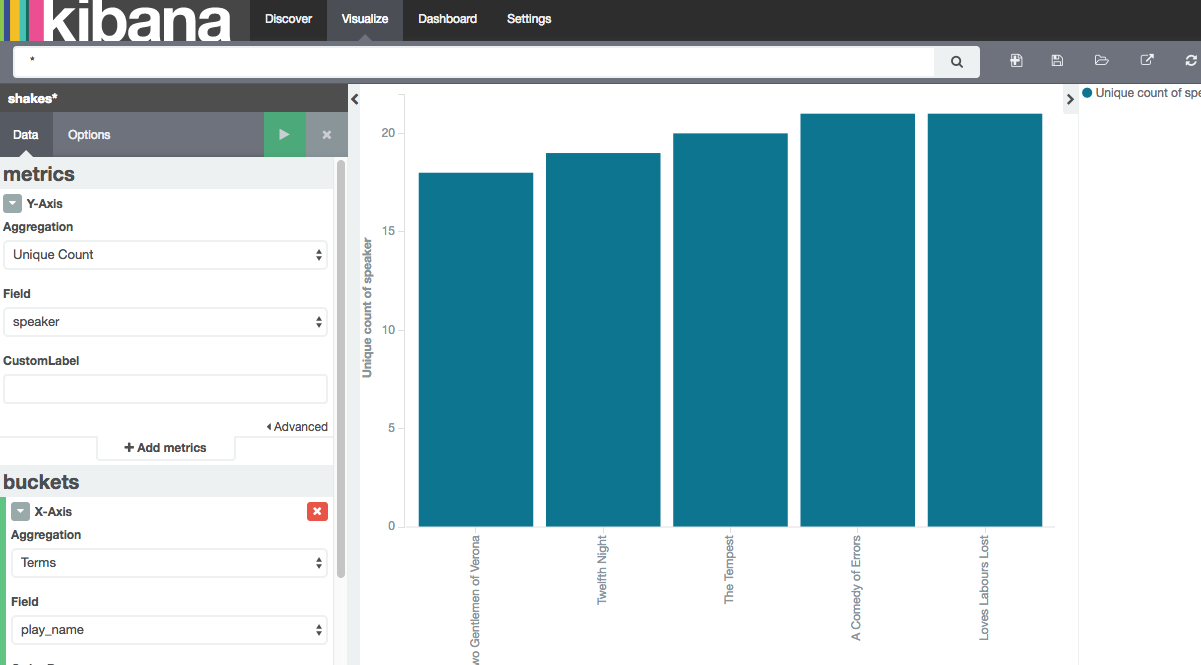 kibana
Discover
Visualize
Dashboard
Settings
*
shakes*
Data
Options
metrics
Y-Axis
Aggregation
Unique Count
Field
speaker
CustomLabel
Advanced
Add metrics
buckets
X-Axis
Aggregation
Terms
Field
play_name
Unique count of speaker
20
15
10
5
0
Gentlemen of Verona
Twelfth Night
The Tempest
A Comedy of Errors
Loves Labours Lost
Unique count of